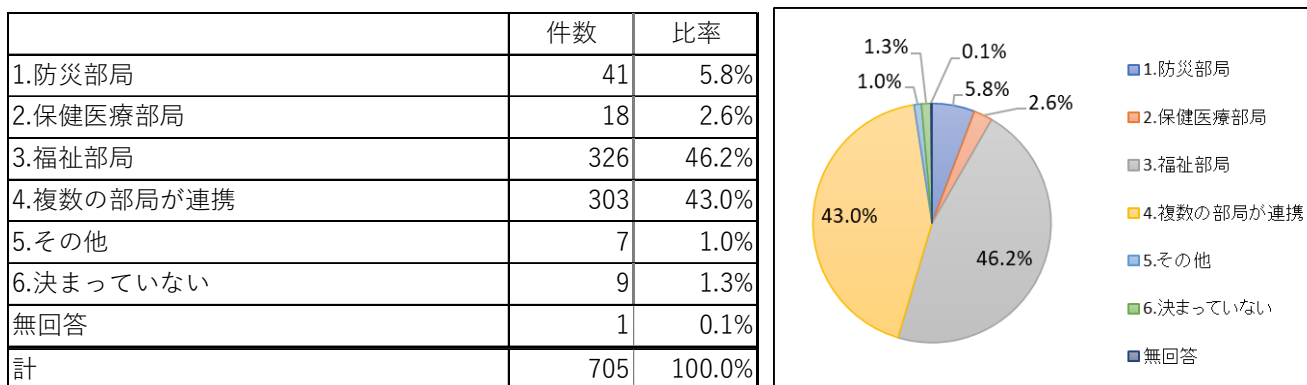 件数 比率
1.防災部局 41 5.8%
2.保健医療部局 18 2.6%
3.福祉部局 326 46.2%
4.複数の部局が連携 303 43.0%
5.その他 7 1.0%
6.決まっていない 9 1.3%
無回答 1 0.1%
計 705 100.0%
1.3%
0.1%
1.0%
5.8%
2.6%
43.0%
46.2%
1.防災部局
2.保健医療部局
3.福祉部局
4.複数の部局が連携
5.その他
6.決まっていない
無回答